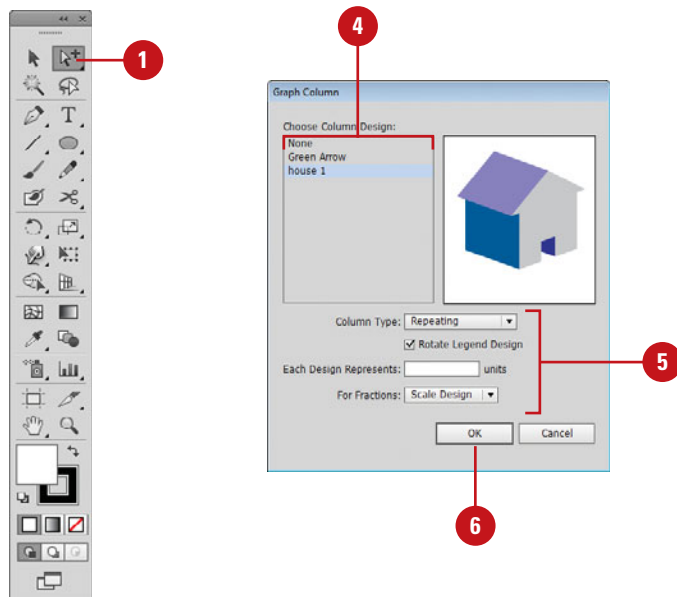 4
1
Graph Column
Choose Column Design:
None
Green Arrow
house 1
Column Type: Repeating
Rotate Legend Design
Each Design Represents: units
For Fractions: Scale Design
5
OK Cancel
6
T